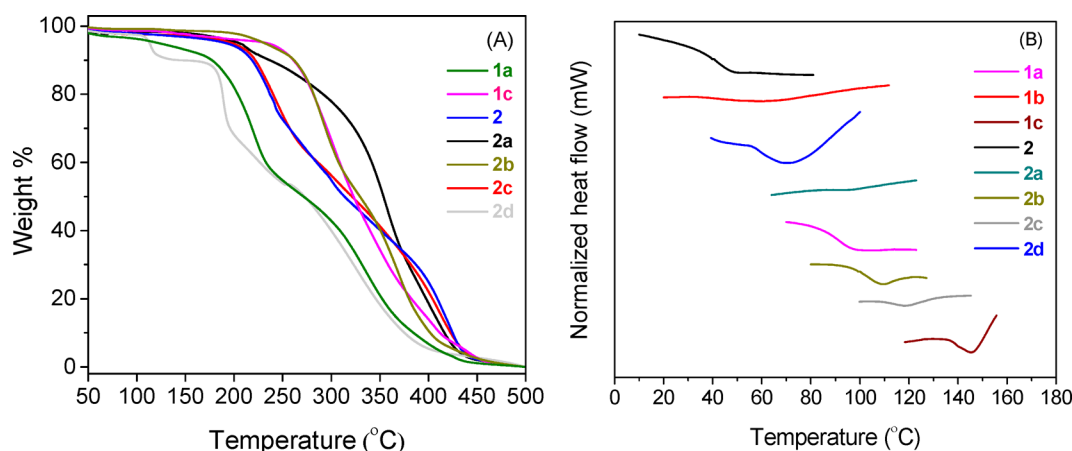 (A)
100
80
60
40
20
0
Weight %
50 100 150 200 250 300 350 400 450 500
Temperature (°C)
1a
1c
2
2a
2b
2c
2d
(B)
Normalized heat flow (mW)
0 20 40 60 80 100 120 140 160 180
Temperature (°C)
1a
1b
1c
2
2a
2b
2c
2d